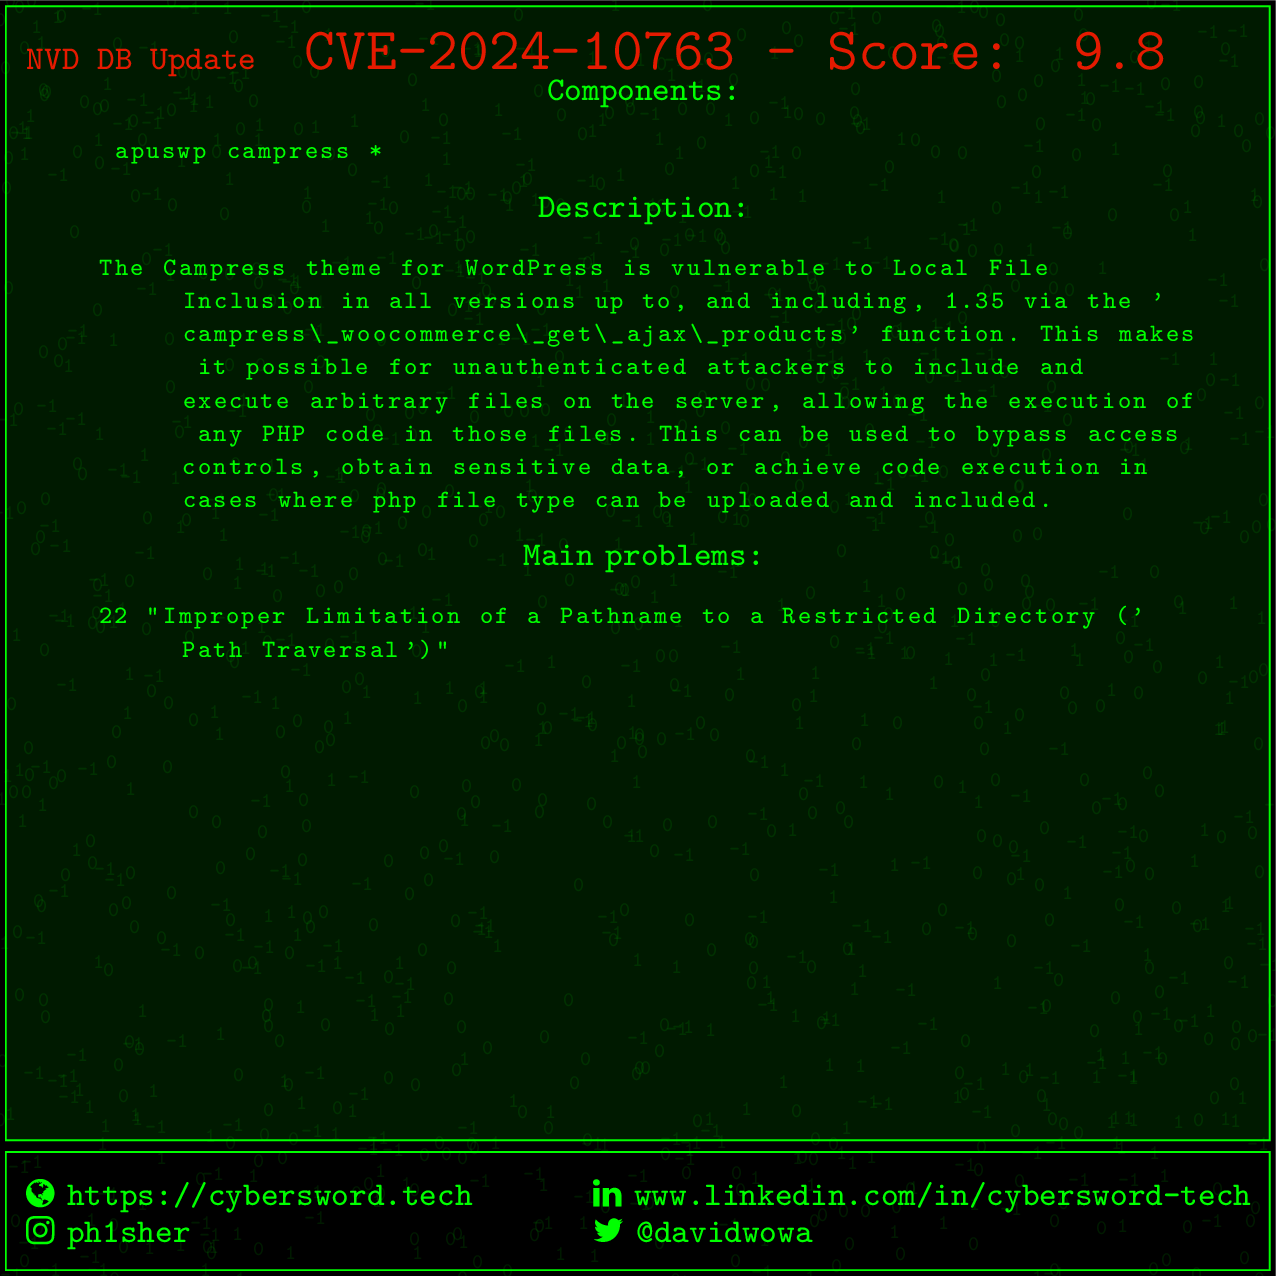 NVD DB Update CVE-2024-10763 - Score: 9.8
Components:
apuswp campress *
Description:
The Campress theme for WordPress is vulnerable to Local File
Inclusion in all versions up to, and including, 1.35 via the '
campress\_woocommerce\_get\_ajax\_products' function. This makes
it possible for unauthenticated attackers to include and
execute arbitrary files on the server, allowing the execution of
any PHP code in those files. This can be used to bypass access
controls, obtain sensitive data, or achieve code execution in
cases where php file type can be uploaded and included.
Main problems:
22 "Improper Limitation of a Pathname to a Restricted Directory ('
Path Traversal')"
https://cybersword.tech www.linkedin.com/in/cybersword-tech
ph1sher @davidwowa